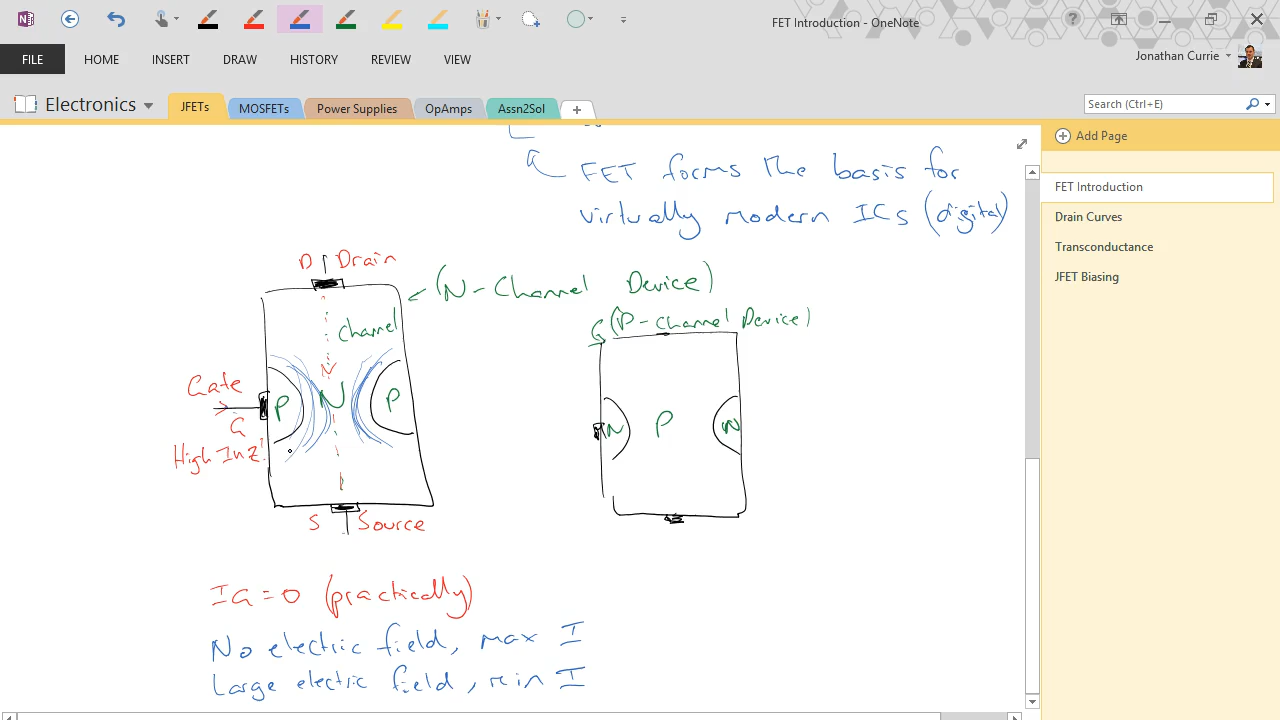 FET Introduction - OneNote
?
FILE
HOME
INSERT
DRAW
HISTORY
REVIEW
VIEW
Jonathan Currie
Electronics
JFETs
MOSFETs
Power Supplies
OpAmps
Assn2Sol
Search (Ctrl+E)
Add Page
FET Introduction
Drain Curves
Transconductance
JFET Biasing
FET forms the basis for
virtually modern ICs (digital)
D Drain
(N-Channel Device)
channel
Gate
G
High In Z!
P N P
N
S Source
G (P-channel Device)
N P N
IG = 0 (practically)
No electric field, max I
Large electric field, min I